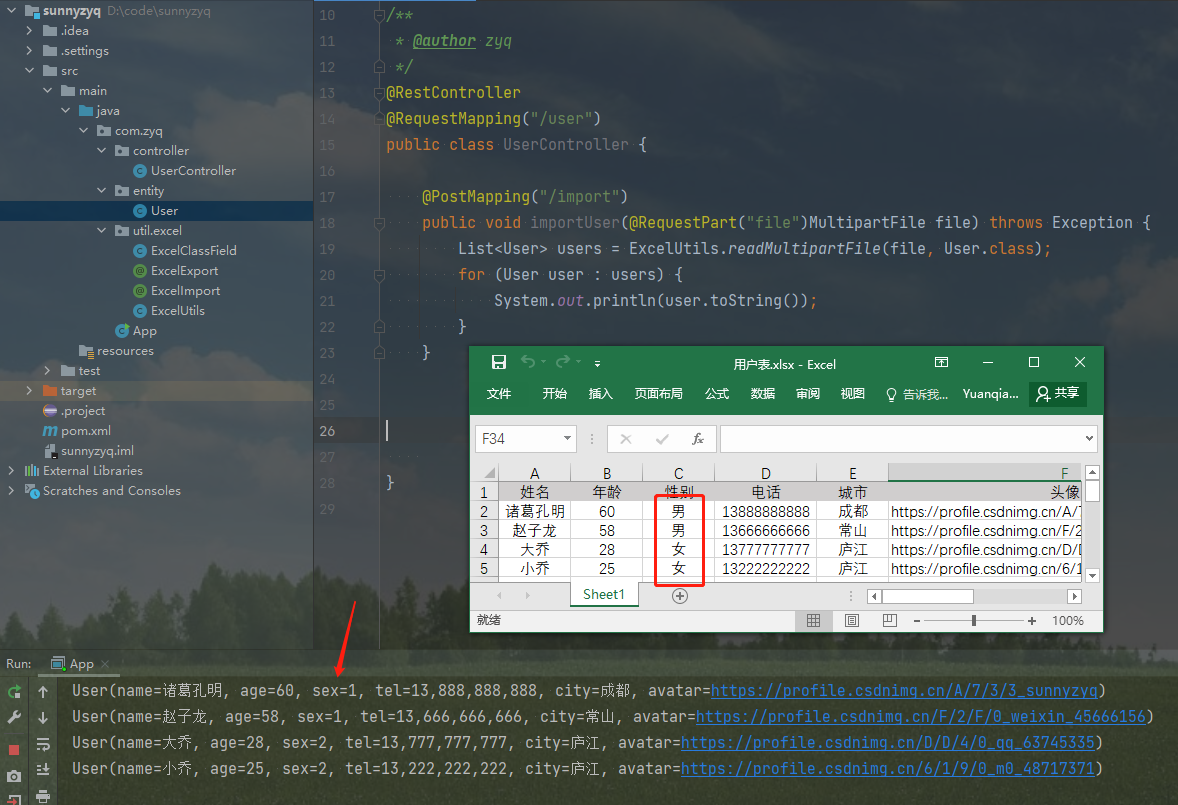 sunnyzyq D:\code\sunnyzyq
.idea
.settings
src
main
java
com.zyq
controller
UserController
entity
User
util.excel
ExcelClassField
ExcelExport
ExcelImport
ExcelUtils
App
resources
test
target
.project
pom.xml
sunnyzyq.iml
External Libraries
Scratches and Consoles
10 /**
11 * @author zyq
12 */
13 @RestController
14 @RequestMapping("/user")
15 public class UserController {
16
17 @PostMapping("/import")
18 public void importUser(@RequestPart("file")MultipartFile file) throws Exception {
19 List<User> users = ExcelUtils.readMultipartFile(file, User.class);
20 for (User user : users) {
21 System.out.println(user.toString());
22 }
23 }
24
25
26
27
28 }
29
用户表.xlsx - Excel
文件 开始 插入 页面布局 公式 数据 审阅 视图 告诉我... Yuanqia... 共享
F34 fx
A B C D E F
1 姓名 年龄 性别 电话 城市 头像
2 诸葛孔明 60 男 13888888888 成都 https://profile.csdnimg.cn/A/7
3 赵子龙 58 男 13666666666 常山 https://profile.csdnimg.cn/F/2
4 大乔 28 女 13777777777 庐江 https://profile.csdnimg.cn/D/
5 小乔 25 女 13222222222 庐江 https://profile.csdnimg.cn/6/1
Sheet1
就绪 100%
Run: App
User(name=诸葛孔明, age=60, sex=1, tel=13,888,888,888, city=成都, avatar=https://profile.csdnimg.cn/A/7/3/3_sunnyzyq)
User(name=赵子龙, age=58, sex=1, tel=13,666,666,666, city=常山, avatar=https://profile.csdnimg.cn/F/2/F/0_weixin_45666156)
User(name=大乔, age=28, sex=2, tel=13,777,777,777, city=庐江, avatar=https://profile.csdnimg.cn/D/D/4/0_qq_63745335)
User(name=小乔, age=25, sex=2, tel=13,222,222,222, city=庐江, avatar=https://profile.csdnimg.cn/6/1/9/0_m0_48717371)